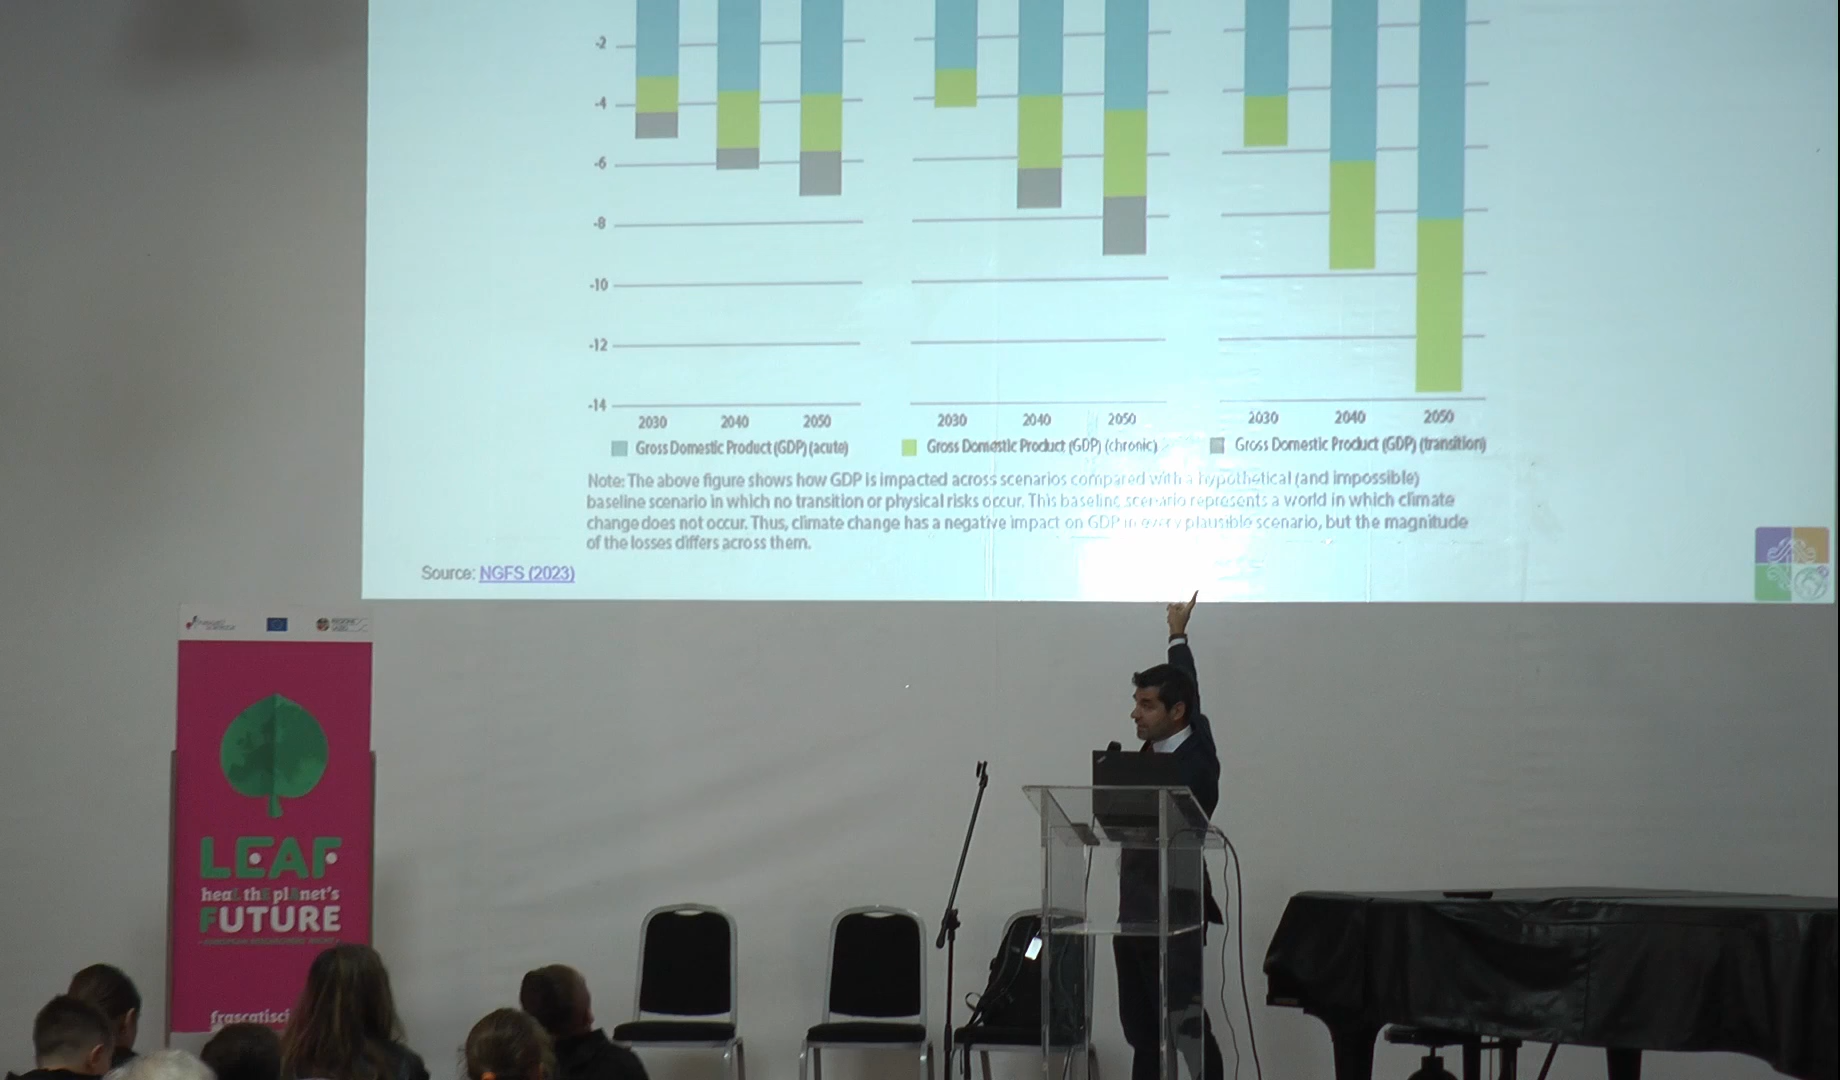 -2
-4
-6
-8
-10
-12
-14
2030 2040 2050 2030 2040 2050 2030 2040 2050
Gross Domestic Product (GDP) (acute) Gross Domestic Product (GDP) (chronic) Gross Domestic Product (GDP) (transition)
Note: The above figure shows how GDP is impacted across scenarios compared with a hypothetical (and impossible)
baseline scenario in which no transition or physical risks occur. This baseline scenario represents a world in which climate
change does not occur. Thus, climate change has a negative impact on GDP in every plausible scenario, but the magnitude
of the losses differs across them.
Source: NGFS (2023)
LEAF
heal the planet's
FUTURE
frascatisci